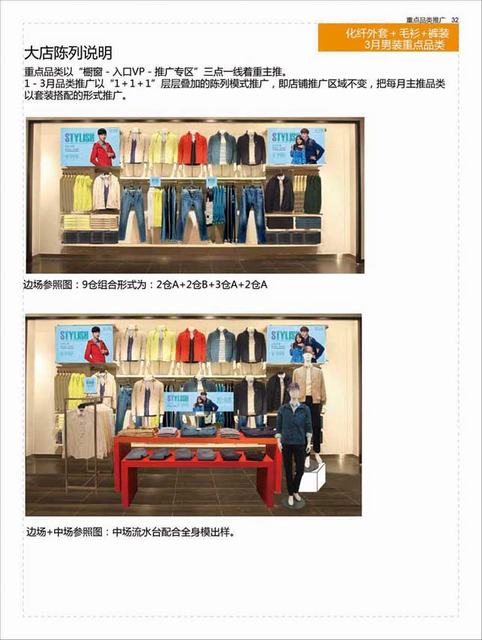 重点品类推广 32
化纤外套+毛衫+裤装
3月男装重点品类
大店陈列说明
重点品类以“橱窗-入口VP-推广专区”三点一线着重主推。
1-3月品类推广以“1+1+1”层层叠加的陈列模式推广，即店铺推广区域不变，把每月主推品类
以套装搭配的形式推广。
STYLISH
STYLISH
边场参照图：9仓组合形式为：2仓A+2仓B+3仓A+2仓A
STYLISH
STYLISH
STYLISH
边场+中场参照图：中场流水台配合全身模出样。